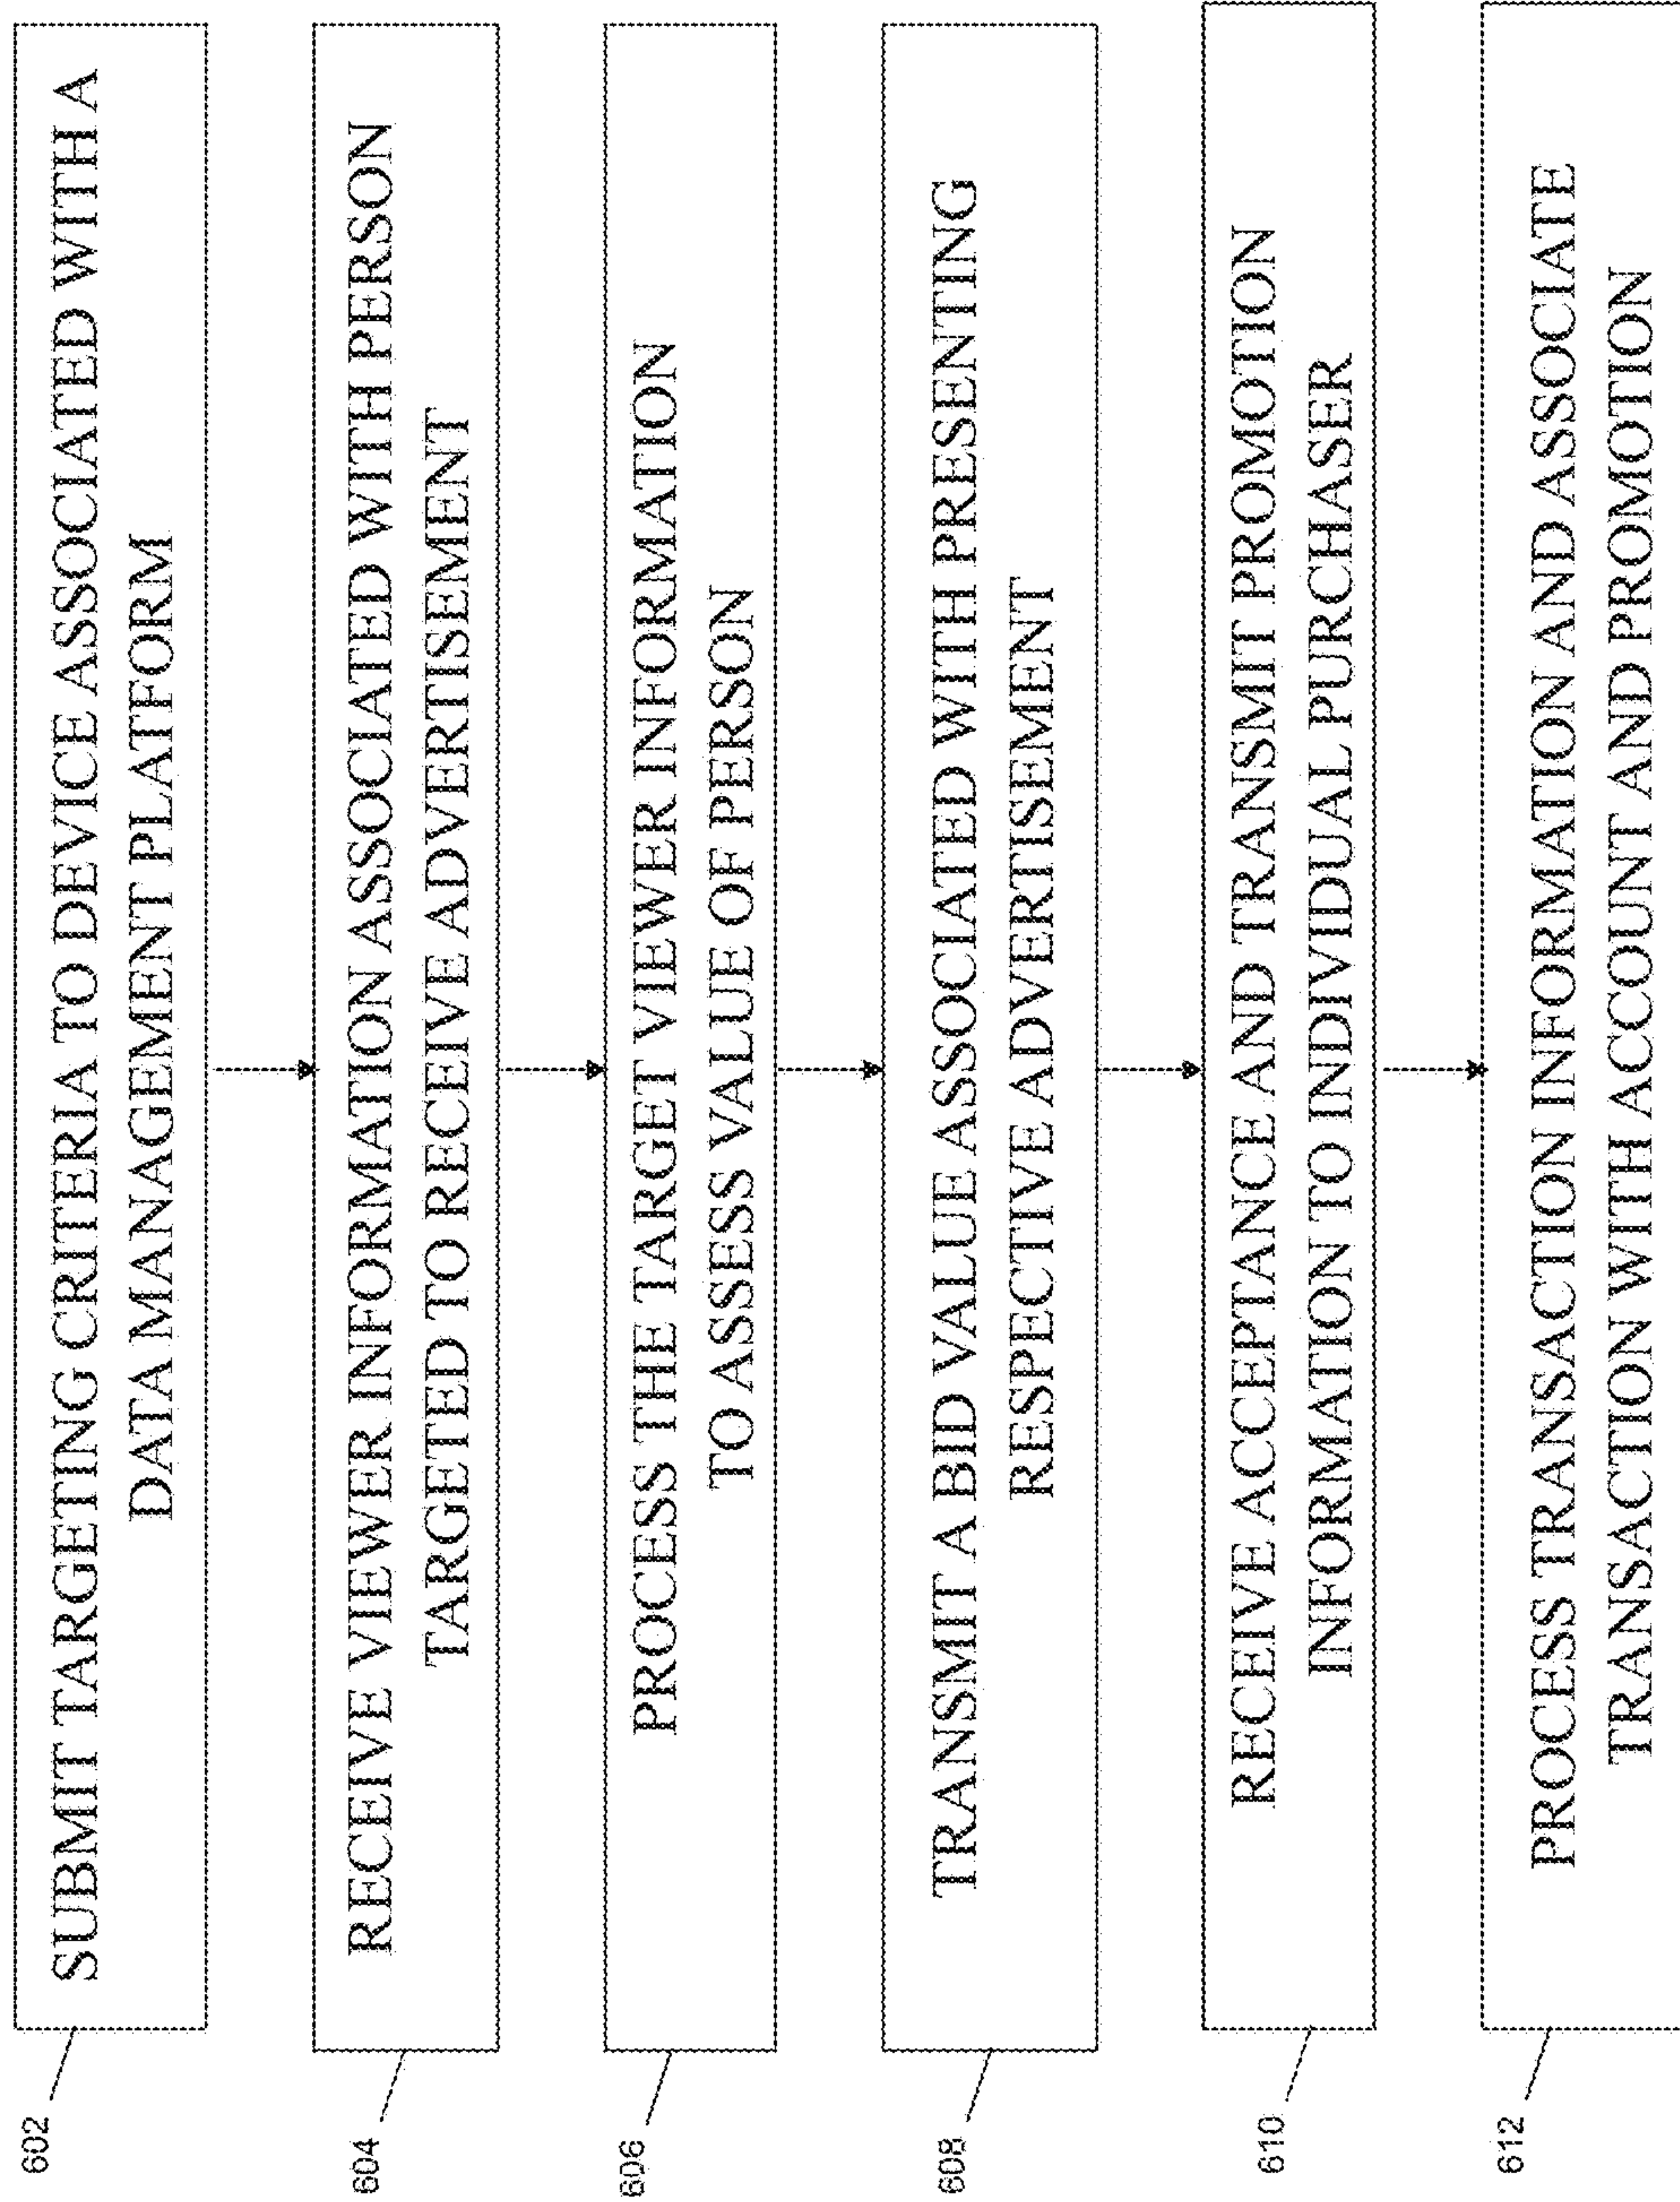 602
SUBMIT TARGETING CRITERIA TO DEVICE ASSOCIATED WITH A
DATA MANAGEMENT PLATFORM
604
RECEIVE VIEWER INFORMATION ASSOCIATED WITH PERSON
TARGETED TO RECEIVE ADVERTISEMENT
606
PROCESS THE TARGET VIEWER INFORMATION
TO ASSESS VALUE OF PERSON
608
TRANSMIT A BID VALUE ASSOCIATED WITH PRESENTING
RESPECTIVE ADVERTISEMENT
610
RECEIVE ACCEPTANCE AND TRANSMIT PROMOTION
INFORMATION TO INDIVIDUAL PURCHASER
612
PROCESS TRANSACTION INFORMATION AND ASSOCIATE
TRANSACTION WITH ACCOUNT AND PROMOTION